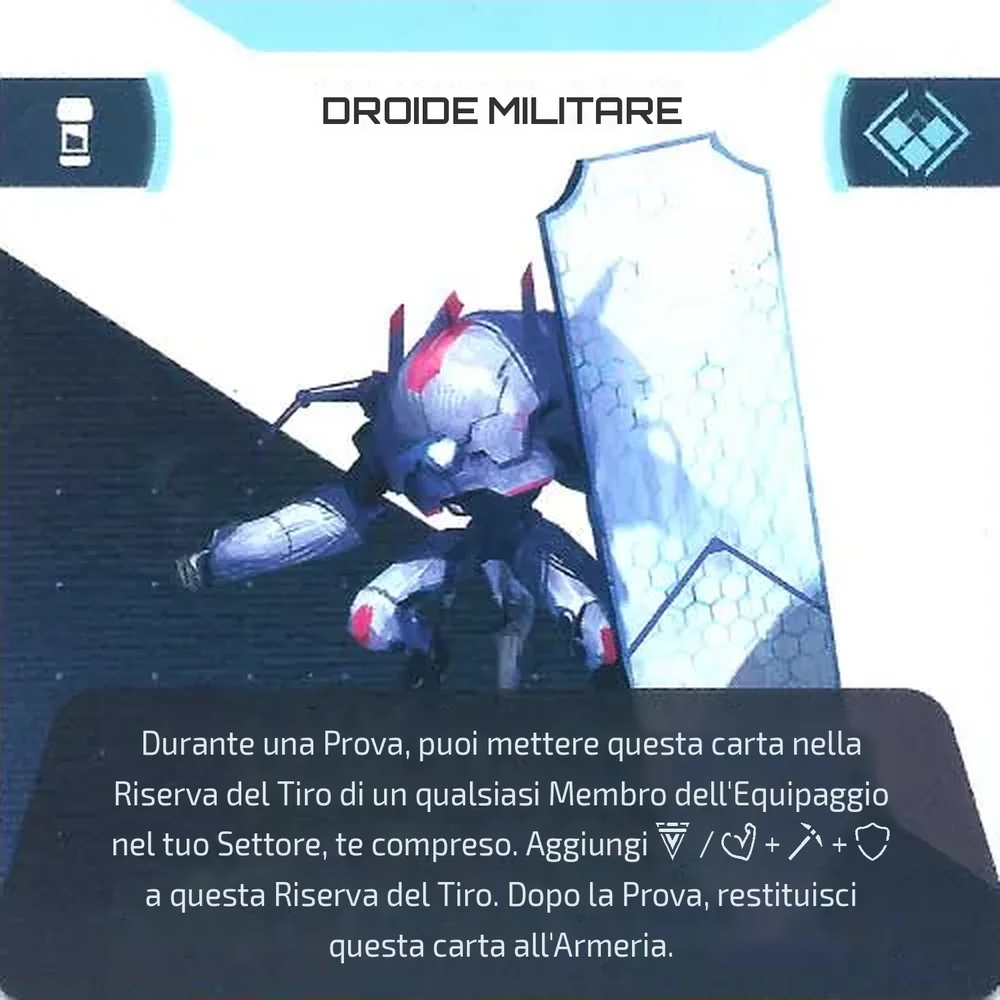 DROIDE MILITARE
Durante una Prova, puoi mettere questa carta nella
Riserva del Tiro di un qualsiasi Membro dell'Equipaggio
nel tuo Settore, te compreso. Aggiungi / + +
a questa Riserva del Tiro. Dopo la Prova, restituisci
questa carta all'Armeria.